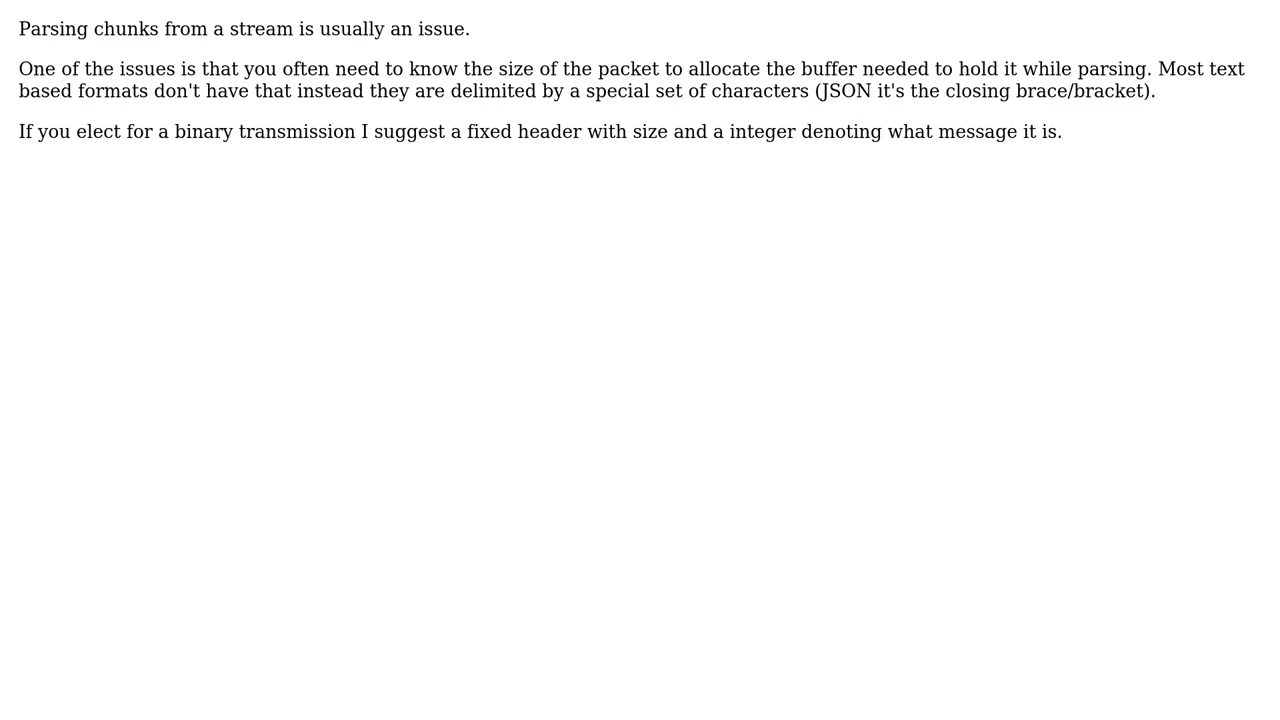 Parsing chunks from a stream is usually an issue.
One of the issues is that you often need to know the size of the packet to allocate the buffer needed to hold it while parsing. Most text
based formats don't have that instead they are delimited by a special set of characters (JSON it's the closing brace/bracket).
If you elect for a binary transmission I suggest a fixed header with size and a integer denoting what message it is.